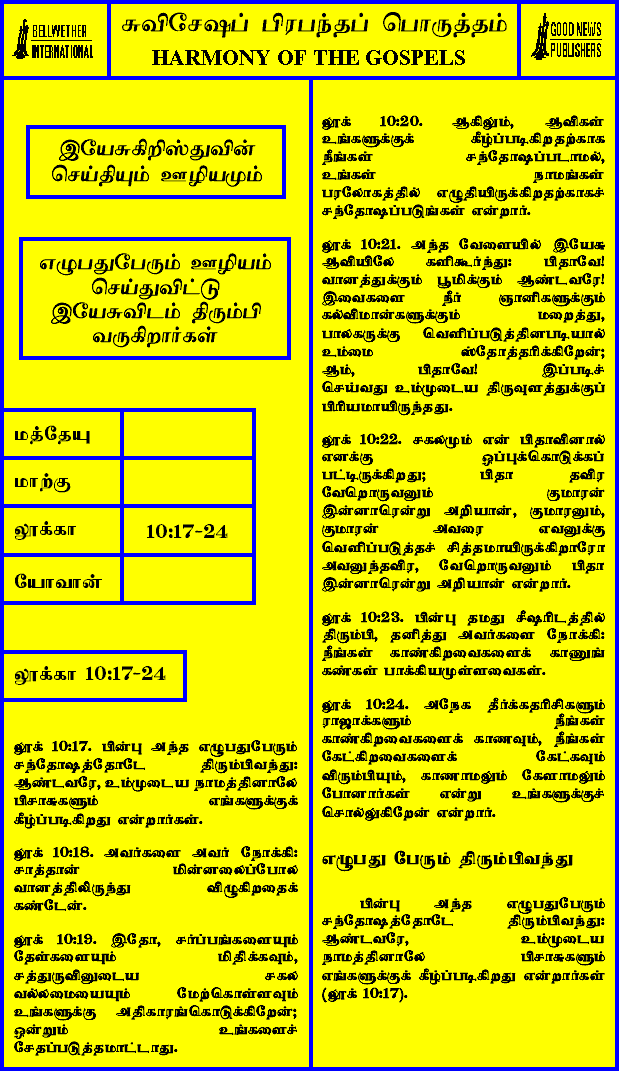 BELLWETHER
INTERNATIONAL
சுவிசேஷப் பிரபந்தப் பொருத்தம்
HARMONY OF THE GOSPELS
GOOD NEWS
PUBLISHERS
இயேசுகிறிஸ்துவின்
செய்தியும் ஊழியமும்
எழுபதுபேரும் ஊழியம்
செய்துவிட்டு
இயேசுவிடம் திரும்பி
வருகிறார்கள்
மத்தேயு
மாற்கு
லூக்கா 10:17-24
யோவான்
லூக்கா 10:17-24
லூக் 10:17. பின்பு அந்த எழுபதுபேரும்
சந்தோஷத்தோடே திரும்பிவந்து:
ஆண்டவரே, உம்முடைய நாமத்தினாலே
பிசாசுகளும் எங்களுக்குக்
கீழ்ப்படிகிறது என்றார்கள்.
லூக் 10:18. அவர்களை அவர் நோக்கி:
சாத்தான் மின்னலைப்போல
வானத்திலிருந்து விழுகிறதைக்
கண்டேன்.
லூக் 10:19. இதோ, சர்ப்பங்களையும்
தேள்களையும் மிதிக்கவும்,
சத்துருவினுடைய சகல
வல்லமையையும் மேற்கொள்ளவும்
உங்களுக்கு அதிகாரங்கொடுக்கிறேன்;
ஒன்றும் உங்களைச்
சேதப்படுத்தமாட்டாது.
லூக் 10:20. ஆகிலும், ஆவிகள்
உங்களுக்குக் கீழ்ப்படிகிறதற்காக
நீங்கள் சந்தோஷப்படாமல்,
உங்கள் நாமங்கள்
பரலோகத்தில் எழுதியிருக்கிறதற்காகச்
சந்தோஷப்படுங்கள் என்றார்.
லூக் 10:21. அந்த வேளையில் இயேசு
ஆவியிலே களிகூர்ந்து: பிதாவே!
வானத்துக்கும் பூமிக்கும் ஆண்டவரே!
இவைகளை நீர் ஞானிகளுக்கும்
கல்விமான்களுக்கும் மறைத்து,
பாலகருக்கு வெளிப்படுத்தினபடியால்
உம்மை ஸ்தோத்தரிக்கிறேன்;
ஆம், பிதாவே! இப்படிச்
செய்வது உம்முடைய திருவுளத்துக்குப்
பிரியமாயிருந்தது.
லூக் 10:22. சகலமும் என் பிதாவினால்
எனக்கு ஒப்புக்கொடுக்கப்
பட்டிருக்கிறது; பிதா தவிர
வேறொருவனும் குமாரன்
இன்னாரென்று அறியான், குமாரனும்,
குமாரன் அவரை எவனுக்கு
வெளிப்படுத்தச் சித்தமாயிருக்கிறாரோ
அவனுந்தவிர, வேறொருவனும் பிதா
இன்னாரென்று அறியான் என்றார்.
லூக் 10:23. பின்பு தமது சீஷரிடத்தில்
திரும்பி, தனித்து அவர்களை நோக்கி:
நீங்கள் காண்கிறவைகளைக் காணுங்
கண்கள் பாக்கியமுள்ளவைகள்.
லூக் 10:24. அநேக தீர்க்கதரிசிகளும்
ராஜாக்களும் நீங்கள்
காண்கிறவைகளைக் காணவும், நீங்கள்
கேட்கிறவைகளைக் கேட்கவும்
விரும்பியும், காணாமலும் கேளாமலும்
போனார்கள் என்று உங்களுக்குச்
சொல்லுகிறேன் என்றார்.
எழுபது பேரும் திரும்பிவந்து
பின்பு அந்த எழுபதுபேரும்
சந்தோஷத்தோடே திரும்பிவந்து:
ஆண்டவரே, உம்முடைய
நாமத்தினாலே பிசாசுகளும்
எங்களுக்குக் கீழ்ப்படிகிறது என்றார்கள்
(லூக் 10:17).